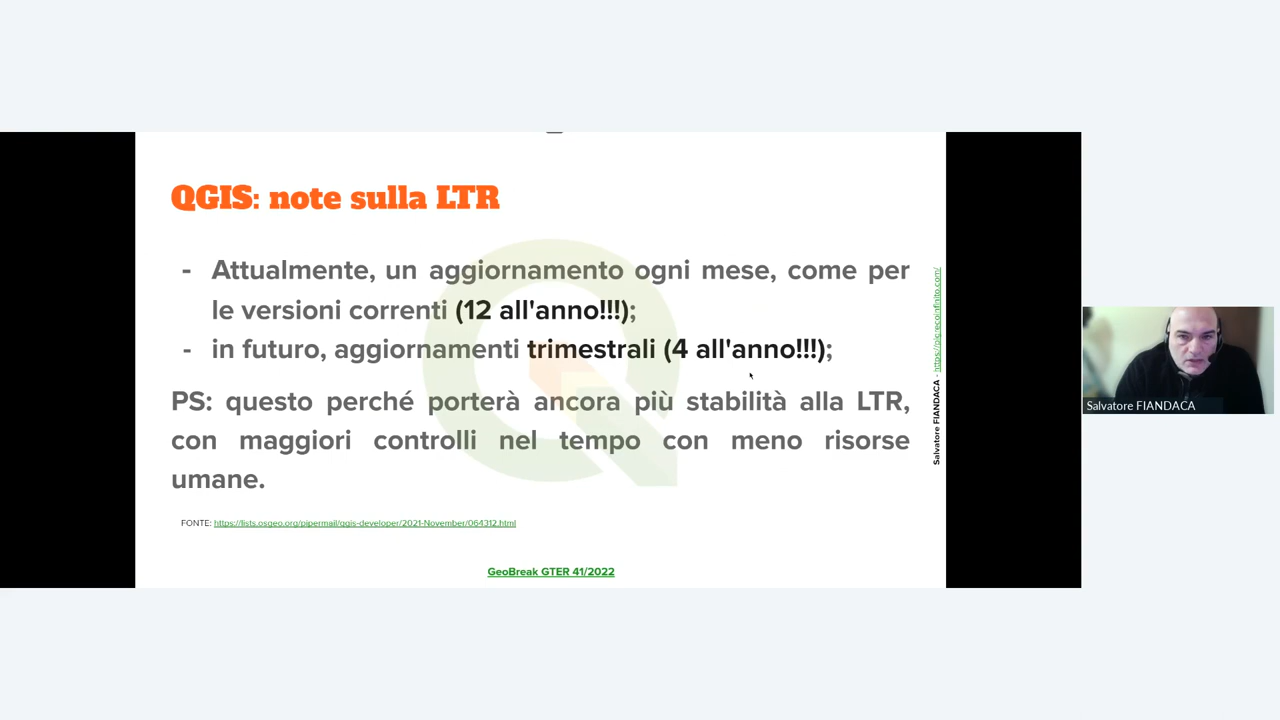 QGIS: note sulla LTR
- Attualmente, un aggiornamento ogni mese, come per
le versioni correnti (12 all'anno!!!);
- in futuro, aggiornamenti trimestrali (4 all'anno!!!);
PS: questo perché porterà ancora più stabilità alla LTR,
con maggiori controlli nel tempo con meno risorse
umane.
FONTE: https://lists.osgeo.org/pipermail/qgis-developer/2021-November/064312.html
GeoBreak GTER 41/2022
Salvatore FIANDACA - https://pigrecoinfinito.com/
Salvatore FIANDACA